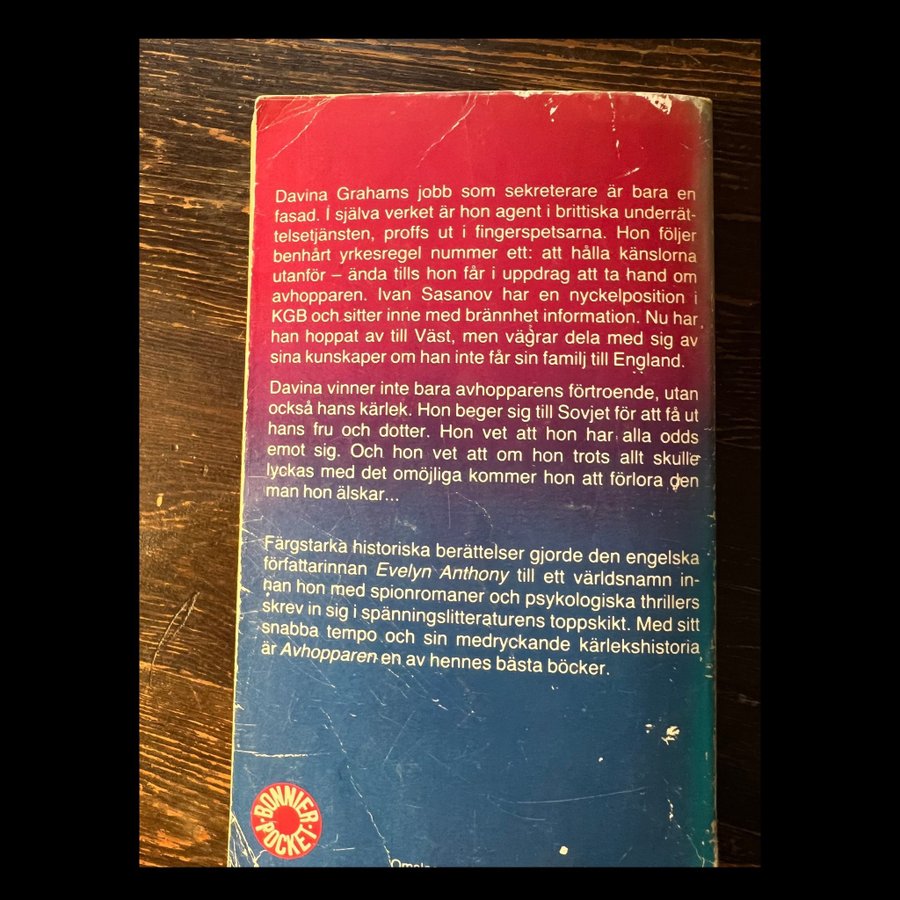 Davina Grahams jobb som sekreterare är bara en
fasad. I själva verket är hon agent i brittiska underrät-
telsetjänsten, proffs ut i fingerspetsarna. Hon följer
benhårt yrkesregel nummer ett: att hålla känslorna
utanför – ända tills hon får i uppdrag att ta hand om
avhopparen. Ivan Sasanov har en nyckelposition i
KGB och sitter inne med brännhet information. Nu har
han hoppat av till Väst, men vägrar dela med sig av
sina kunskaper om han inte får sin familj till England.
Davina vinner inte bara avhopparens förtroende, utan
också hans kärlek. Hon beger sig till Sovjet för att få ut
hans fru och dotter. Hon vet att hon har alla odds
emot sig. Och hon vet att om hon trots allt skulle
lyckas med det omöjliga kommer hon att förlora den
man hon älskar...
Färgstarka historiska berättelser gjorde den engelska
författarinnan Evelyn Anthony till ett världsnamn in-
nan hon med spionromaner och psykologiska thrillers
skrev in sig i spänningslitteraturens toppskikt. Med sitt
snabba tempo och sin medryckande kärlekshistoria
är Avhopparen en av hennes bästa böcker.
BONNIER
POCKET